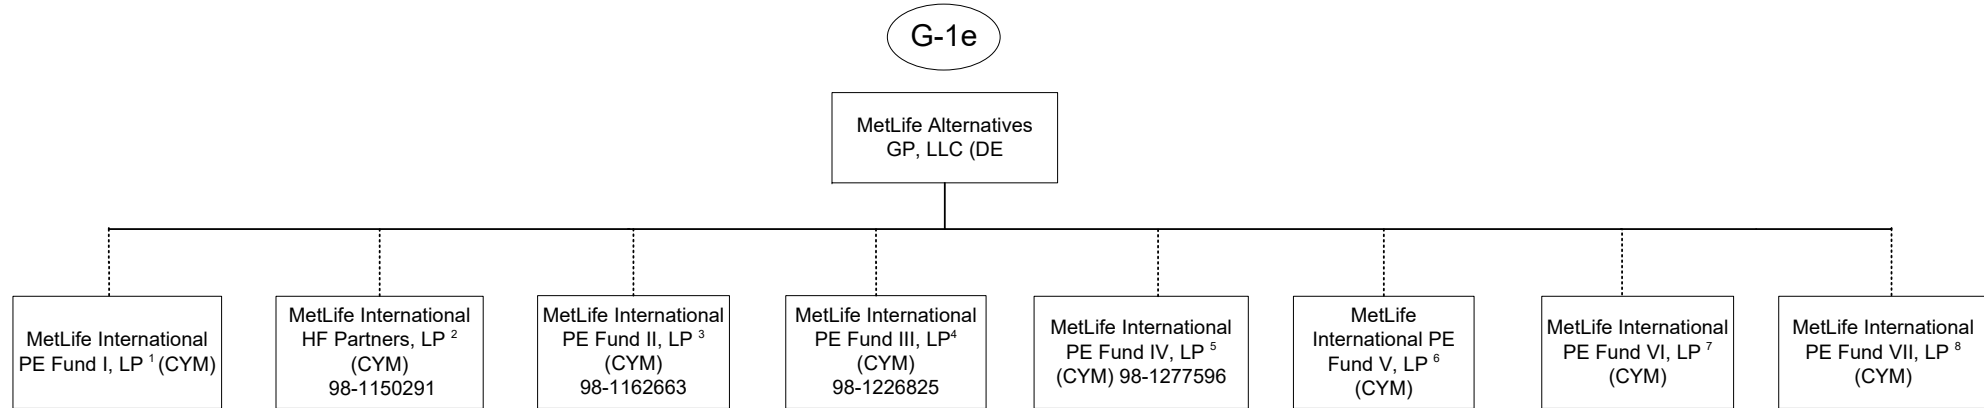 G-1e
MetLife Alternatives
GP, LLC (DE
MetLife International
PE Fund I, LP 1 (CYM)
MetLife International
HF Partners, LP 2
(CYM)
98-1150291
MetLife International
PE Fund II, LP 3
(CYM)
98-1162663
MetLife International
PE Fund III, LP4
(CYM)
98-1226825
MetLife International
PE Fund IV, LP 5
(CYM) 98-1277596
MetLife
International PE
Fund V, LP 6
(CYM)
MetLife International
PE Fund VI, LP 7
(CYM)
MetLife International
PE Fund VII, LP 8
(CYM)